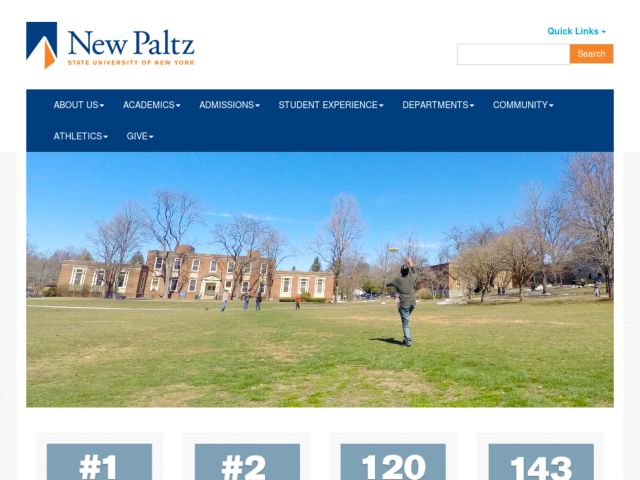 New Paltz
STATE UNIVERSITY OF NEW YORK
Quick Links
Search
ABOUT US ACADEMICS ADMISSIONS STUDENT EXPERIENCE DEPARTMENTS COMMUNITY
ATHLETICS GIVE
#1 #2 120 143